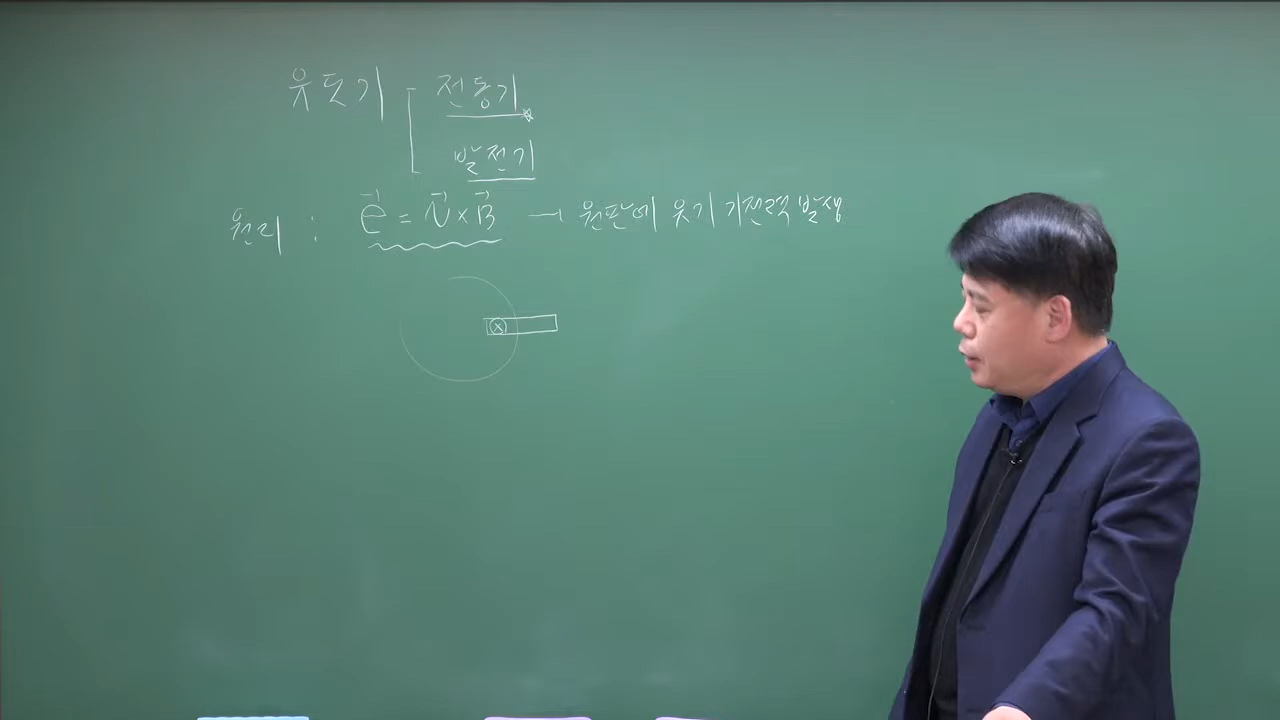 유도기 전동기
발전기
원리 : e = v × B → 원판에 유기 기전력 발생